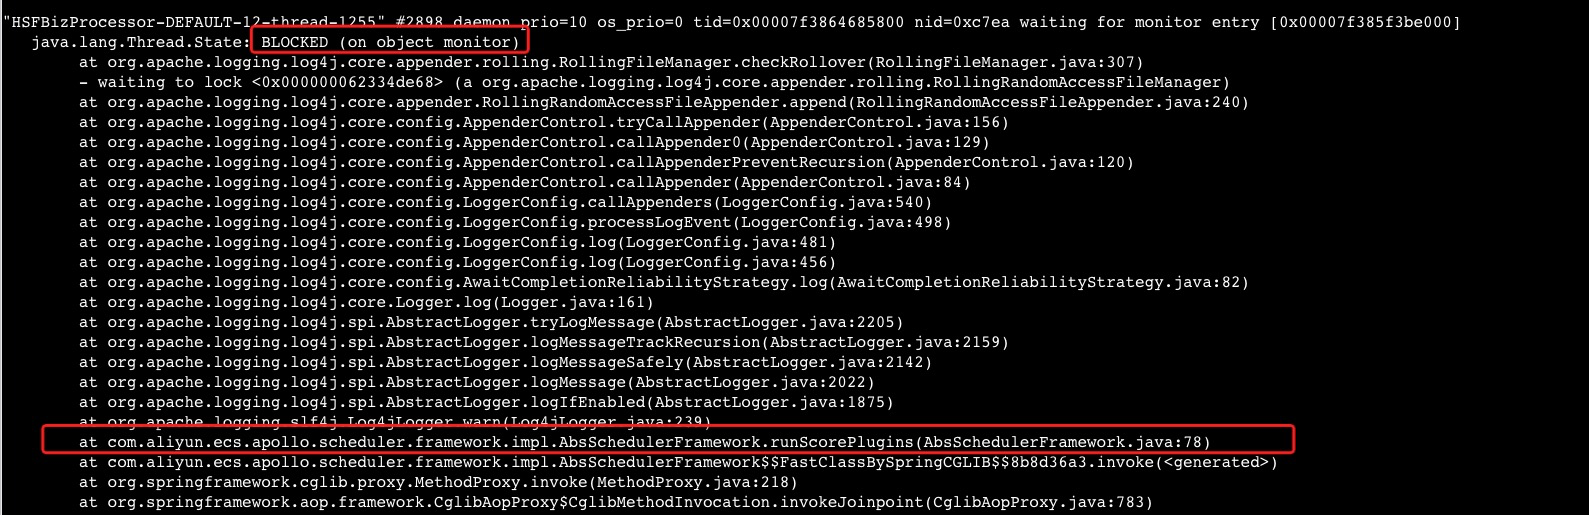 "HSFBizProcessor-DEFAULT-12-thread-1255" #2898 daemon prio=10 os_prio=0 tid=0x00007f3864685800 nid=0xc7ea waiting for monitor entry [0x00007f385f3be000]
java.lang.Thread.State: BLOCKED (on object monitor)
at org.apache.logging.log4j.core.appender.rolling.RollingFileManager.checkRollover(RollingFileManager.java:307)
- waiting to lock <0x000000062334de68> (a org.apache.logging.log4j.core.appender.rolling.RollingRandomAccessFileManager)
at org.apache.logging.log4j.core.appender.RollingRandomAccessFileAppender.append(RollingRandomAccessFileAppender.java:240)
at org.apache.logging.log4j.core.config.AppenderControl.tryCallAppender(AppenderControl.java:156)
at org.apache.logging.log4j.core.config.AppenderControl.callAppender0(AppenderControl.java:129)
at org.apache.logging.log4j.core.config.AppenderControl.callAppenderPreventRecursion(AppenderControl.java:120)
at org.apache.logging.log4j.core.config.AppenderControl.callAppender(AppenderControl.java:84)
at org.apache.logging.log4j.core.config.LoggerConfig.callAppenders(LoggerConfig.java:540)
at org.apache.logging.log4j.core.config.LoggerConfig.processLogEvent(LoggerConfig.java:498)
at org.apache.logging.log4j.core.config.LoggerConfig.log(LoggerConfig.java:481)
at org.apache.logging.log4j.core.config.LoggerConfig.log(LoggerConfig.java:456)
at org.apache.logging.log4j.core.config.AwaitCompletionReliabilityStrategy.log(AwaitCompletionReliabilityStrategy.java:82)
at org.apache.logging.log4j.core.Logger.log(Logger.java:161)
at org.apache.logging.log4j.spi.AbstractLogger.tryLogMessage(AbstractLogger.java:2205)
at org.apache.logging.log4j.spi.AbstractLogger.logMessageTrackRecursion(AbstractLogger.java:2159)
at org.apache.logging.log4j.spi.AbstractLogger.logMessageSafely(AbstractLogger.java:2142)
at org.apache.logging.log4j.spi.AbstractLogger.logMessage(AbstractLogger.java:2022)
at org.apache.logging.log4j.spi.AbstractLogger.logIfEnabled(AbstractLogger.java:1875)
at org.apache.logging.slf4j.Log4jLogger.warn(Log4jLogger.java:239)
at com.aliyun.ecs.apollo.scheduler.framework.impl.AbsSchedulerFramework.runScorePlugins(AbsSchedulerFramework.java:78)
at com.aliyun.ecs.apollo.scheduler.framework.impl.AbsSchedulerFramework$$FastClassBySpringCGLIB$$8b8d36a3.invoke(<generated>)
at org.springframework.cglib.proxy.MethodProxy.invoke(MethodProxy.java:218)
at org.springframework.aop.framework.CglibAopProxy$CglibMethodInvocation.invokeJoinpoint(CglibAopProxy.java:783)